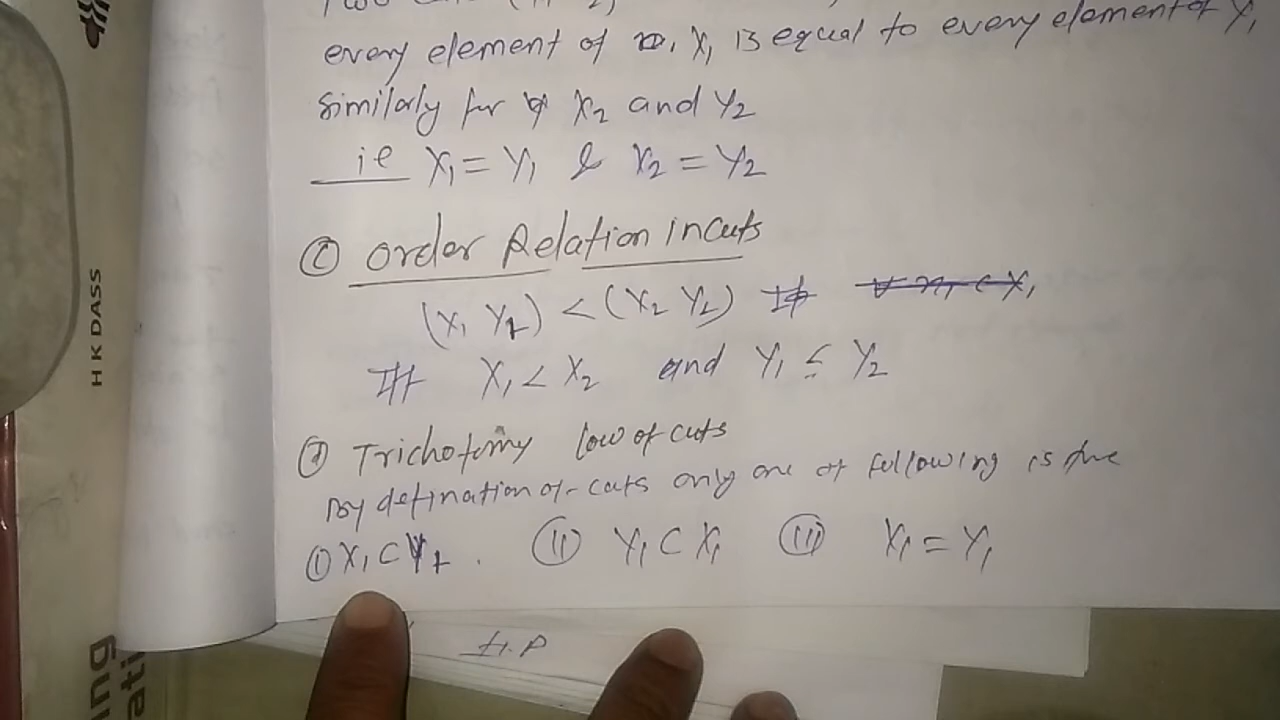 every element of X₁ is equal to every element of Y₁
similarly for X₂ and Y₂
ie X₁ = Y₁ & X₂ = Y₂
(C) Order Relation in Cuts
(X₁ Y₁) < (X₂ Y₂)
If X₁ < X₂ and Y₁ ≤ Y₂
(d) Trichotomy law of cuts
By defination of cuts only one of following is true
(i) X₁ ⊂ Y₁ . (ii) Y₁ ⊂ X₁ (iii) X₁ = Y₁
H.P
H K DASS